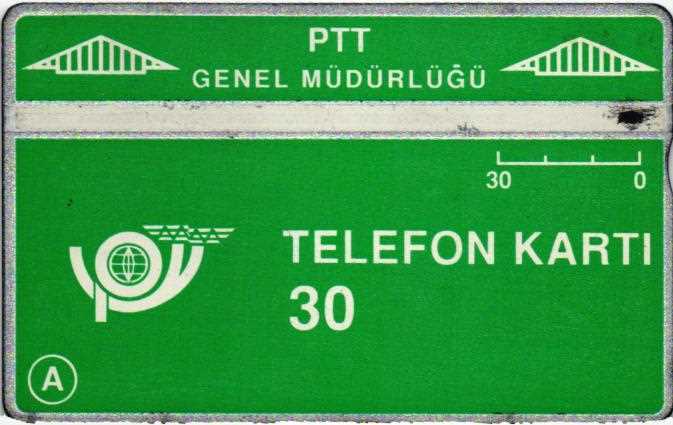 PTT
GENEL MÜDÜRLÜĞÜ
30 0
TELEFON KARTI
30
A